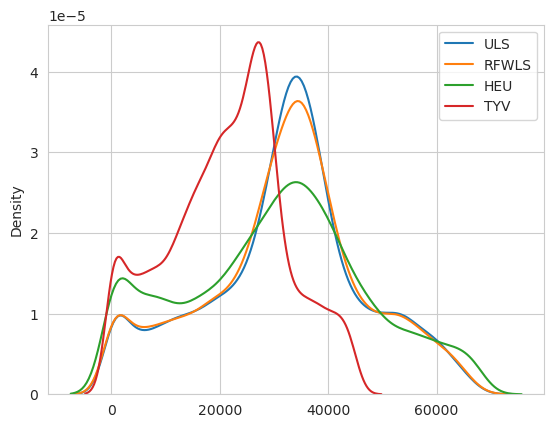 1e−5
ULS
RFWLS
HEU
TYV
Density
4
3
2
1
0
0 20000 40000 60000